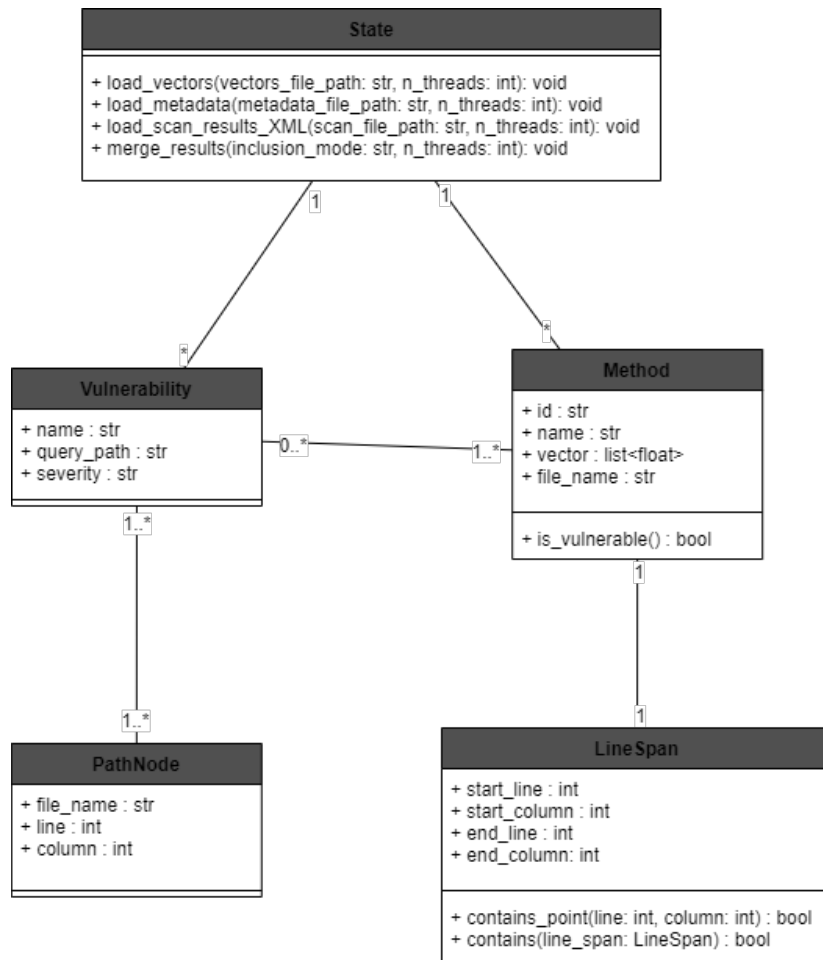 State
+ load_vectors(vectors_file_path: str, n_threads: int): void
+ load_metadata(metadata_file_path: str, n_threads: int): void
+ load_scan_results_XML(scan_file_path: str, n_threads: int): void
+ merge_results(inclusion_mode: str, n_threads: int): void
1
1
*
*
Vulnerability
+ name : str
+ query_path : str
+ severity : str
0..*
1..*
Method
+ id : str
+ name : str
+ vector : list<float>
+ file_name : str
+ is_vulnerable() : bool
1..*
1
1..*
1
PathNode
+ file_name : str
+ line : int
+ column : int
LineSpan
+ start_line : int
+ start_column : int
+ end_line : int
+ end_column: int
+ contains_point(line: int, column: int) : bool
+ contains(line_span: LineSpan) : bool